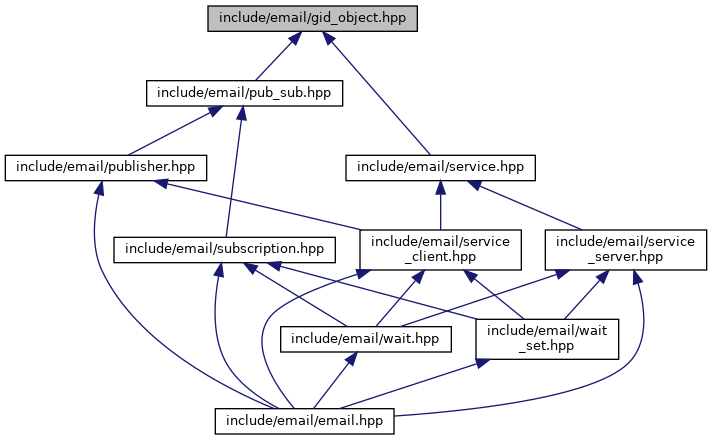 include/email/gid_object.hpp
include/email/pub_sub.hpp
include/email/publisher.hpp
include/email/service.hpp
include/email/subscription.hpp
include/email/service
_client.hpp
include/email/service
_server.hpp
include/email/wait.hpp
include/email/wait
_set.hpp
include/email/email.hpp